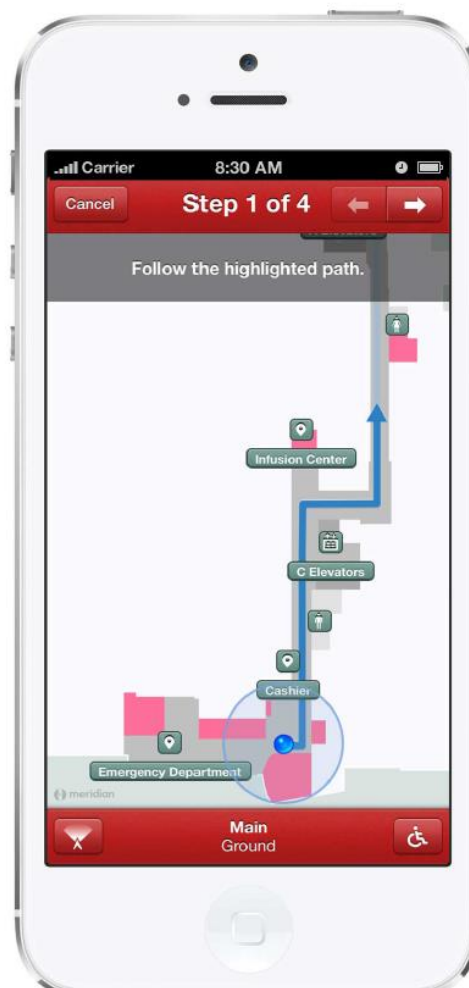 Carrier 8:30 AM
Cancel Step 1 of 4
Follow the highlighted path.
Infusion Center
C Elevators
Cashier
Emergency Department
meridian
Main
Ground